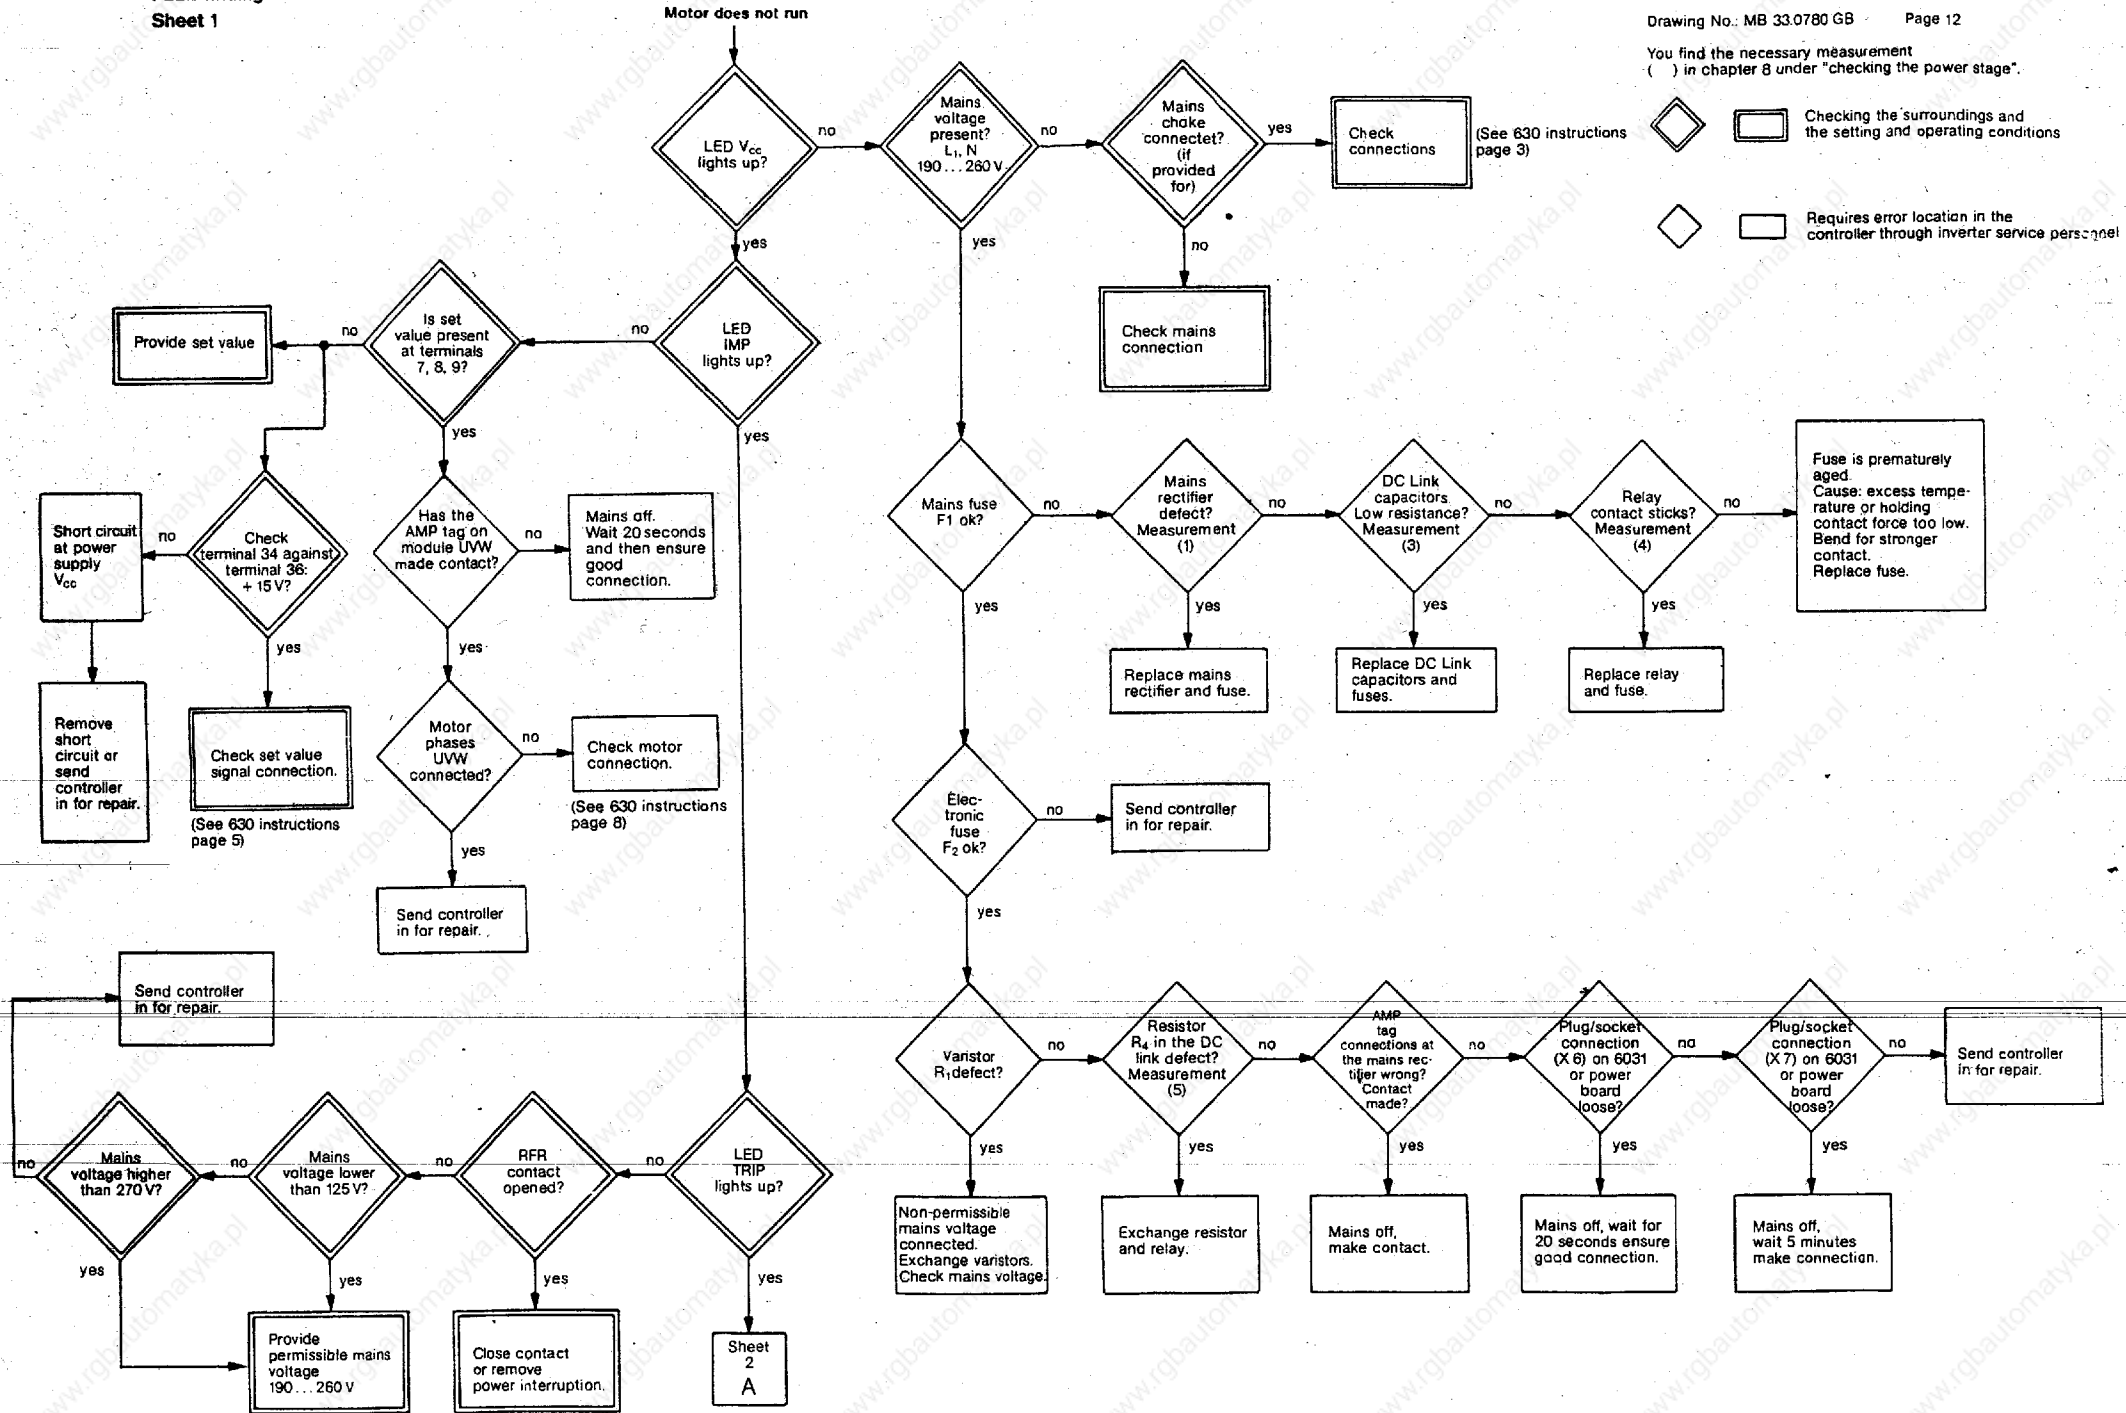 Sheet 1
Motor does not run
Drawing No.: MB 33.0780 GB Page 12
You find the necessary measurement
( ) in chapter 8 under "checking the power stage".
Checking the surroundings and
the setting and operating conditions
Requires error location in the
controller through inverter service personnel
LED Vcc
lights up?
no
yes
Mains
voltage
present?
L1, N
190...260 V
no
yes
Mains
choke
connectet?
(if
provided
for)
yes
no
Check
connections
(See 630 instructions
page 3)
Check mains
connection
LED
IMP
lights up?
no
yes
Is set
value present
at terminals
7, 8, 9?
no
yes
Provide set value
Check
terminal 34 against
terminal 36:
+ 15 V?
no
yes
Short circuit
at power
supply
Vcc
Remove
short
circuit or
send
controller
in for repair.
Check set value
signal connection.
(See 630 instructions
page 5)
Has the
AMP tag on
module UVW
made contact?
no
yes
Mains off.
Wait 20 seconds
and then ensure
good
connection.
Motor
phases
UVW
connected?
no
yes
Check motor
connection.
(See 630 instructions
page 8)
Send controller
in for repair.
Mains fuse
F1 ok?
no
yes
Mains
rectifier
defect?
Measurement
(1)
no
yes
Replace mains
rectifier and fuse.
DC Link
capacitors
Low resistance?
Measurement
(3)
no
yes
Replace DC Link
capacitors and
fuses.
Relay
contact sticks?
Measurement
(4)
no
yes
Replace relay
and fuse.
Fuse is prematurely
aged.
Cause: excess tempe-
rature or holding
contact force too low.
Bend for stronger
contact.
Replace fuse.
Elec-
tronic
fuse
F2 ok?
no
yes
Send controller
in for repair.
Varistor
R1 defect?
no
yes
Non-permissible
mains voltage
connected.
Exchange varistors.
Check mains voltage.
Resistor
R4 in the DC
link defect?
Measurement
(5)
no
yes
Exchange resistor
and relay.
AMP
tag
connections at
the mains rec-
tifier wrong?
Contact
made?
no
yes
Mains off,
make contact.
Plug/socket
connection
(X 6) on 6031
or power
board
loose?
no
yes
Mains off, wait for
20 seconds ensure
good connection.
Plug/socket
connection
(X 7) on 6031
or power
board
loose?
no
yes
Mains off,
wait 5 minutes
make connection.
Send controller
in for repair.
LED
TRIP
lights up?
no
yes
Sheet
2
A
RFR
contact
opened?
no
yes
Close contact
or remove
power interruption.
Mains
voltage lower
than 125 V?
no
yes
Provide
permissible mains
voltage
190...260 V
Mains
voltage higher
than 270 V?
no
yes
Send controller
in for repair.
www.rgbautomatyka.pl